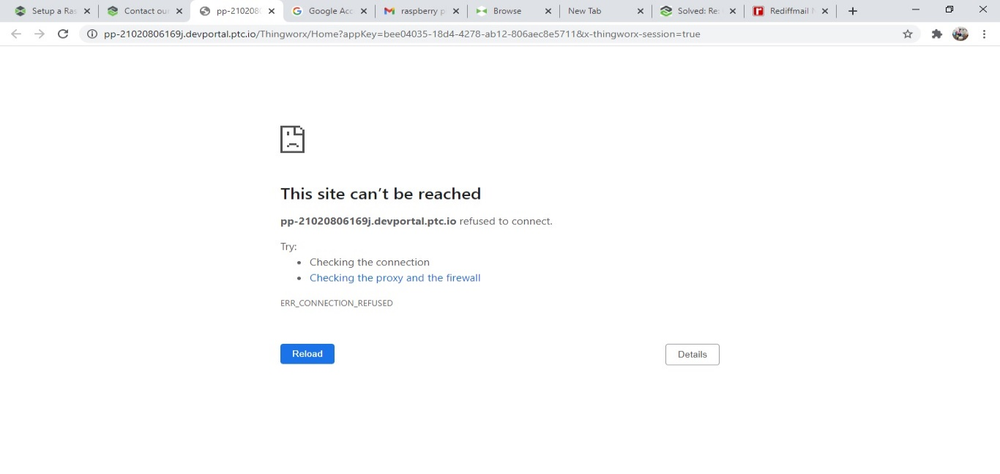 Setup a Ras
Contact our
pp-210208
Google Acc
raspberry p
Browse
New Tab
Solved: Re:
Rediffmail
pp-21020806169j.devportal.ptc.io/Thingworx/Home?appKey=bee04035-18d4-4278-ab12-806aec8e5711&x-thingworx-session=true
This site can't be reached
pp-21020806169j.devportal.ptc.io refused to connect.
Try:
• Checking the connection
• Checking the proxy and the firewall
ERR_CONNECTION_REFUSED
Reload
Details